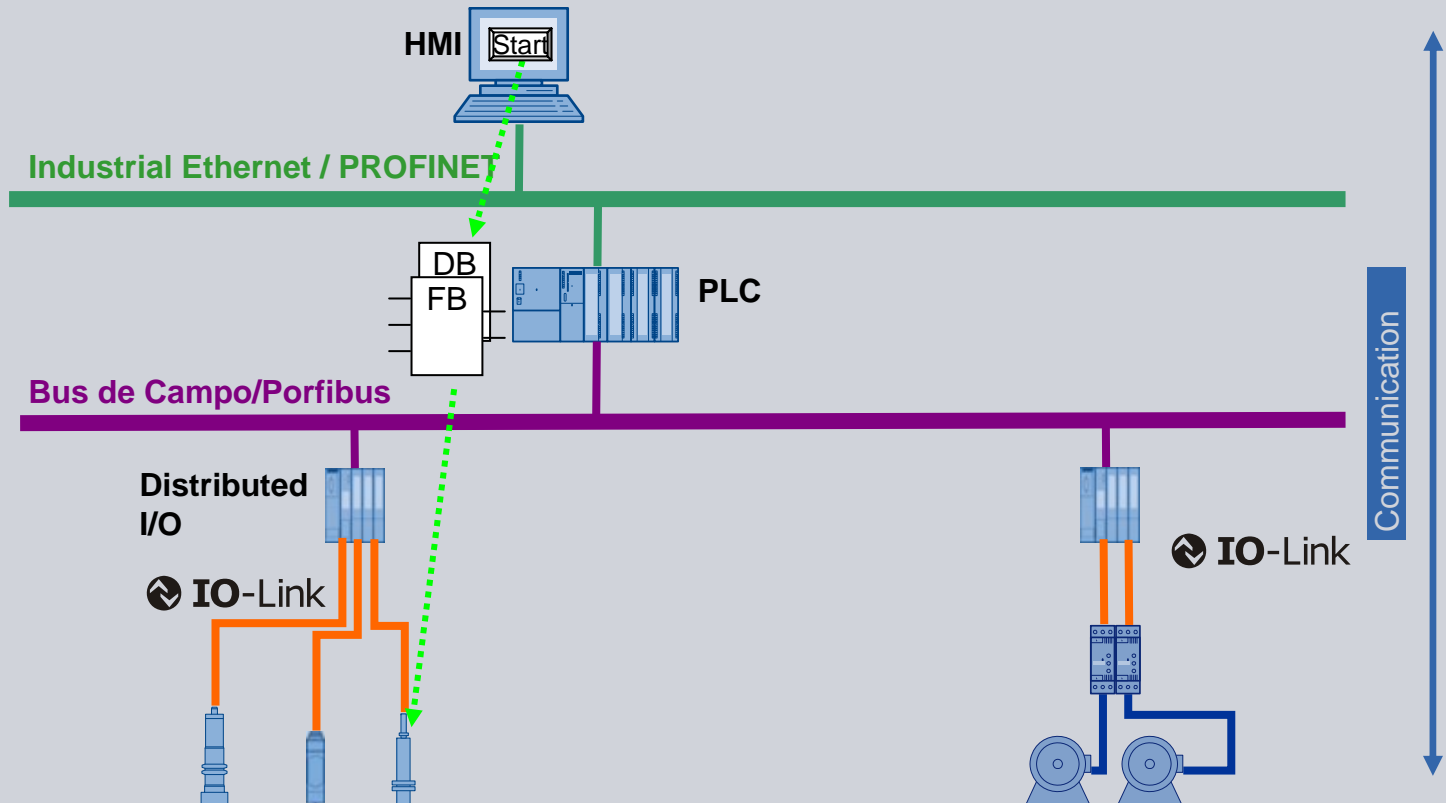 HMI
Start
Industrial Ethernet / PROFINET
DB
FB
PLC
Bus de Campo/Porfibus
Distributed
I/O
IO-Link
IO-Link
Communication